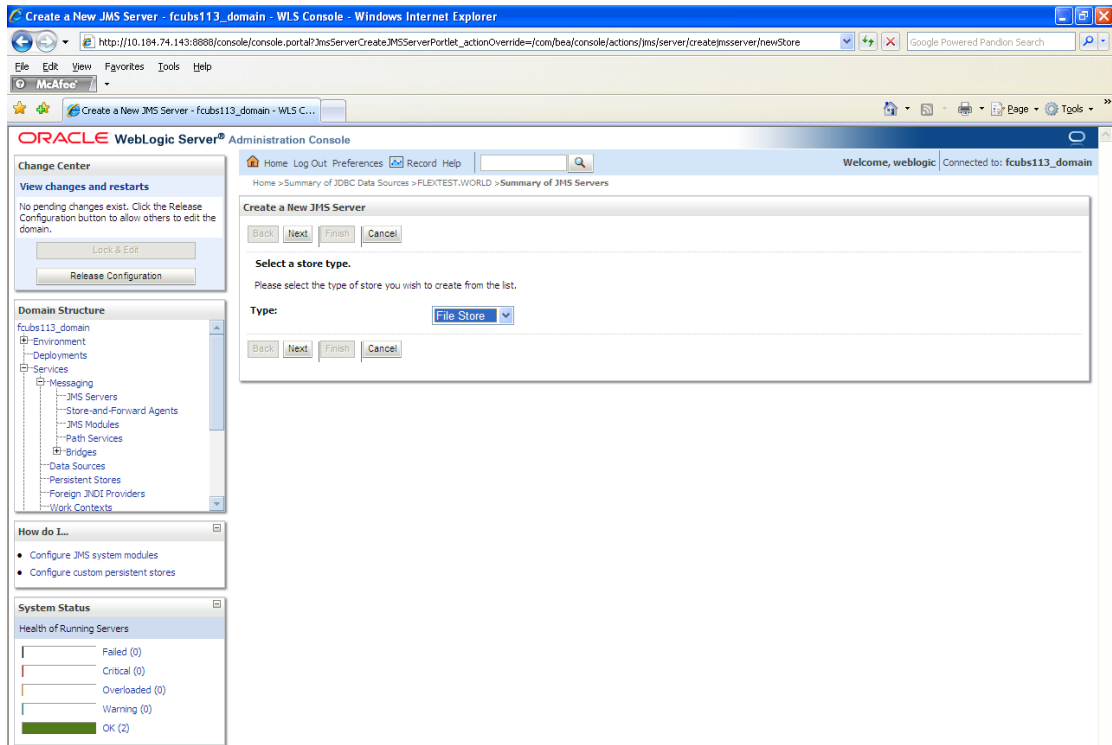 Create a New JMS Server - fcubs113_domain - WLS Console - Windows Internet Explorer
http://10.184.74.143:8888/console/console.portal?JmsServerCreateJMSServerPortlet_actionOverride=/com/bea/console/actions/jms/server/createjmsserver/newStore
Google Powered Pandion Search
File Edit View Favorites Tools Help
McAfee
Create a New JMS Server - fcubs113_domain - WLS C...
Page Tools
ORACLE WebLogic Server® Administration Console
Change Center
View changes and restarts
No pending changes exist. Click the Release
Configuration button to allow others to edit the
domain.
Lock & Edit
Release Configuration
Domain Structure
fcubs113_domain
Environment
Deployments
Services
Messaging
JMS Servers
Store-and-Forward Agents
JMS Modules
Path Services
Bridges
Data Sources
Persistent Stores
Foreign JNDI Providers
Work Contexts
How do I...
Configure JMS system modules
Configure custom persistent stores
System Status
Health of Running Servers
Failed (0)
Critical (0)
Overloaded (0)
Warning (0)
OK (2)
Home Log Out Preferences Record Help
Welcome, weblogic Connected to: fcubs113_domain
Home >Summary of JDBC Data Sources >FLEXTEST.WORLD >Summary of JMS Servers
Create a New JMS Server
Back Next Finish Cancel
Select a store type.
Please select the type of store you wish to create from the list.
Type: File Store
Back Next Finish Cancel